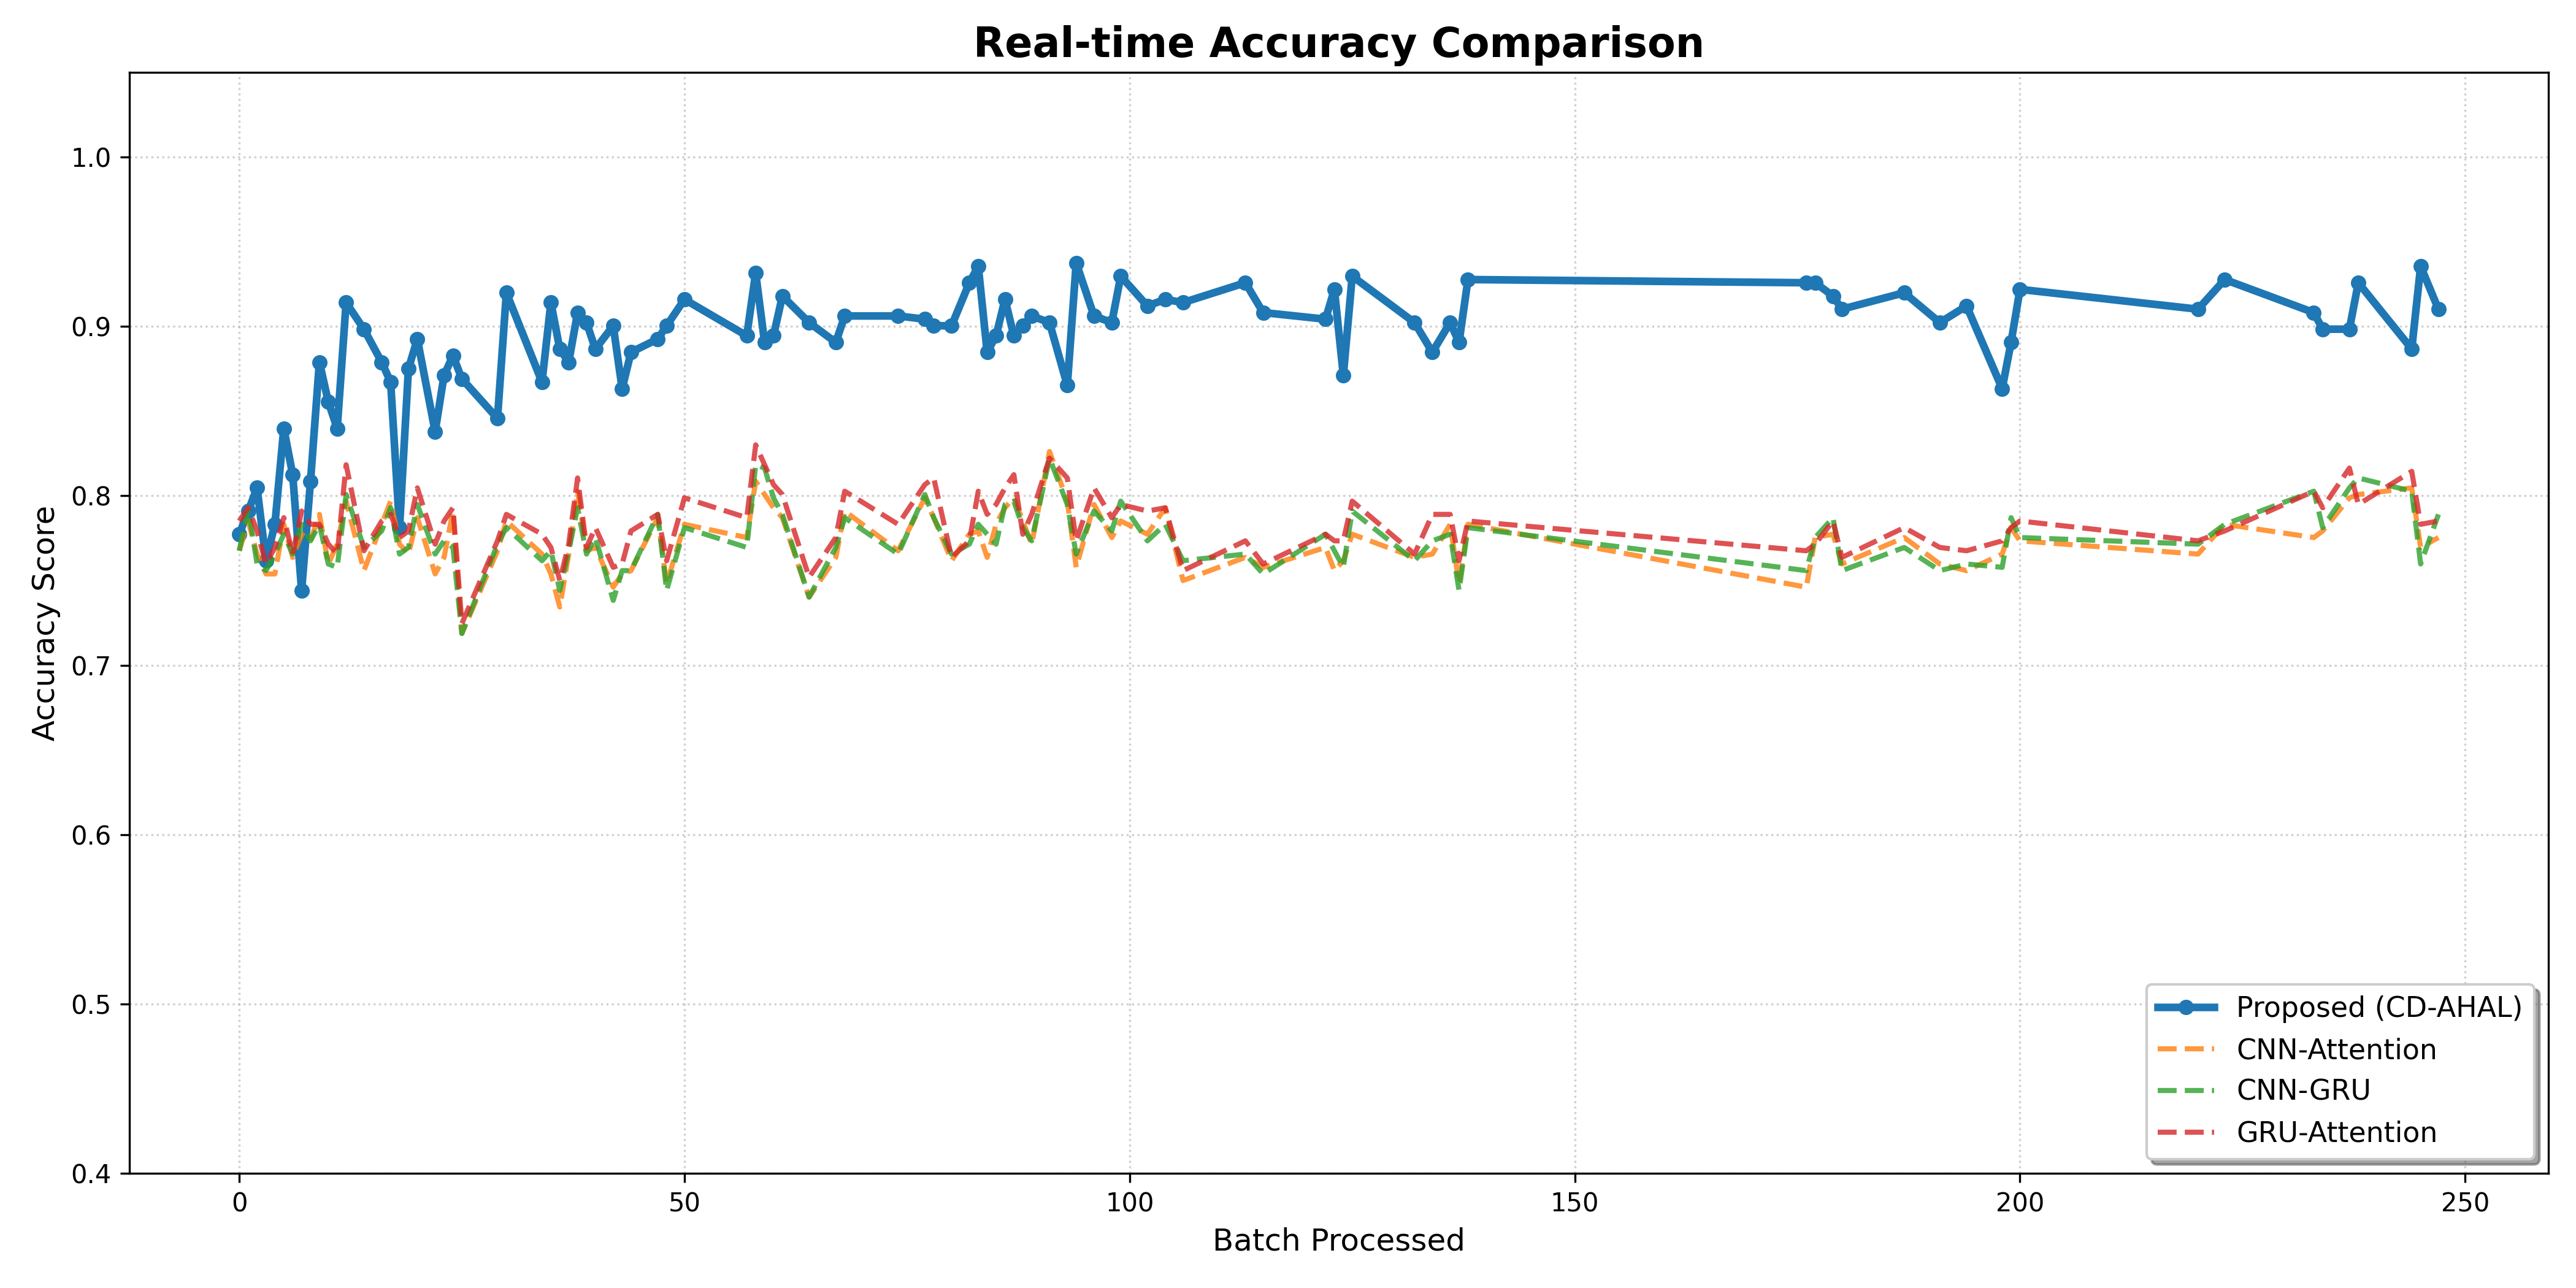 Real-time Accuracy Comparison
1.0
0.9
0.8
0.7
0.6
0.5
0.4
Accuracy Score
0 50 100 150 200 250
Batch Processed
Proposed (CD-AHAL)
CNN-Attention
CNN-GRU
GRU-Attention